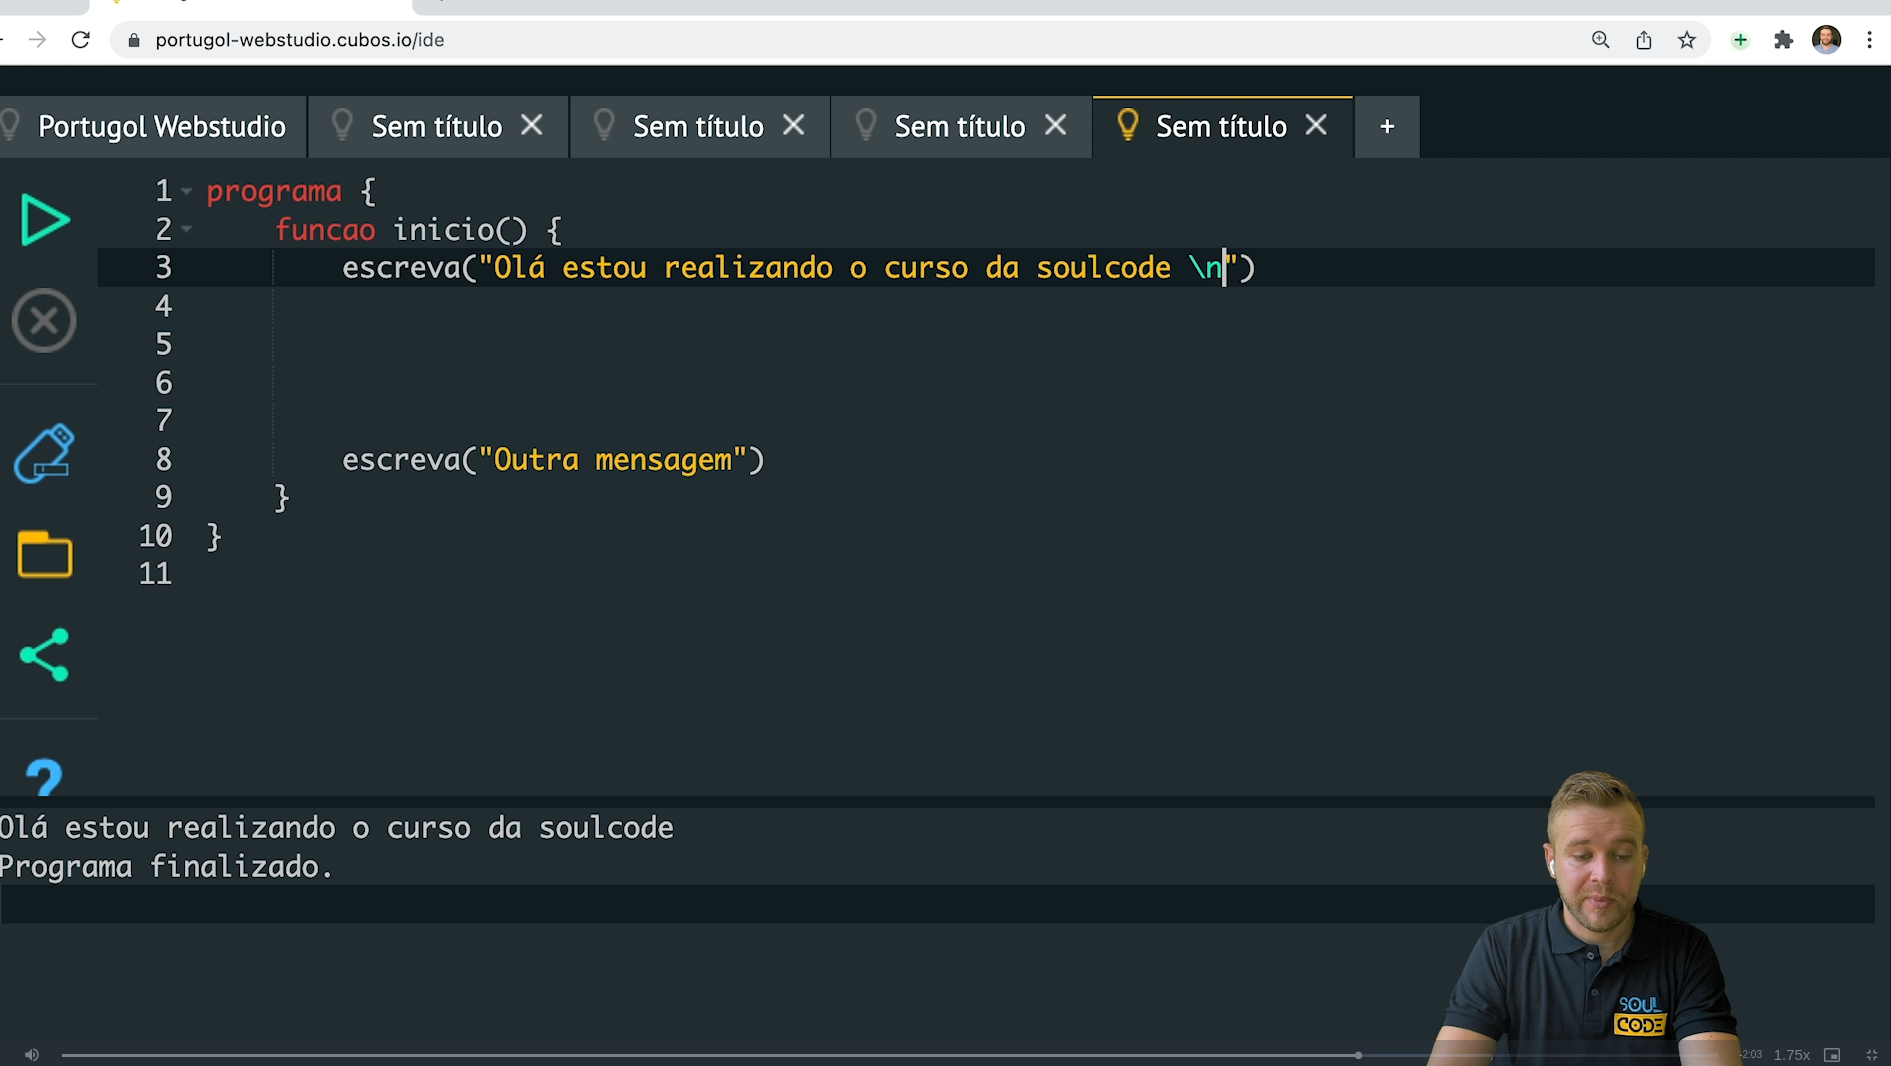 portugol-webstudio.cubos.io/ide
Portugol Webstudio Sem título Sem título Sem título Sem título +
1 programa {
2 funcao inicio() {
3 escreva("Olá estou realizando o curso da soulcode \n")
4
5
6
7
8 escreva("Outra mensagem")
9 }
10 }
11
?
Olá estou realizando o curso da soulcode
Programa finalizado.
SOUL
CODE
-2:03 1.75x